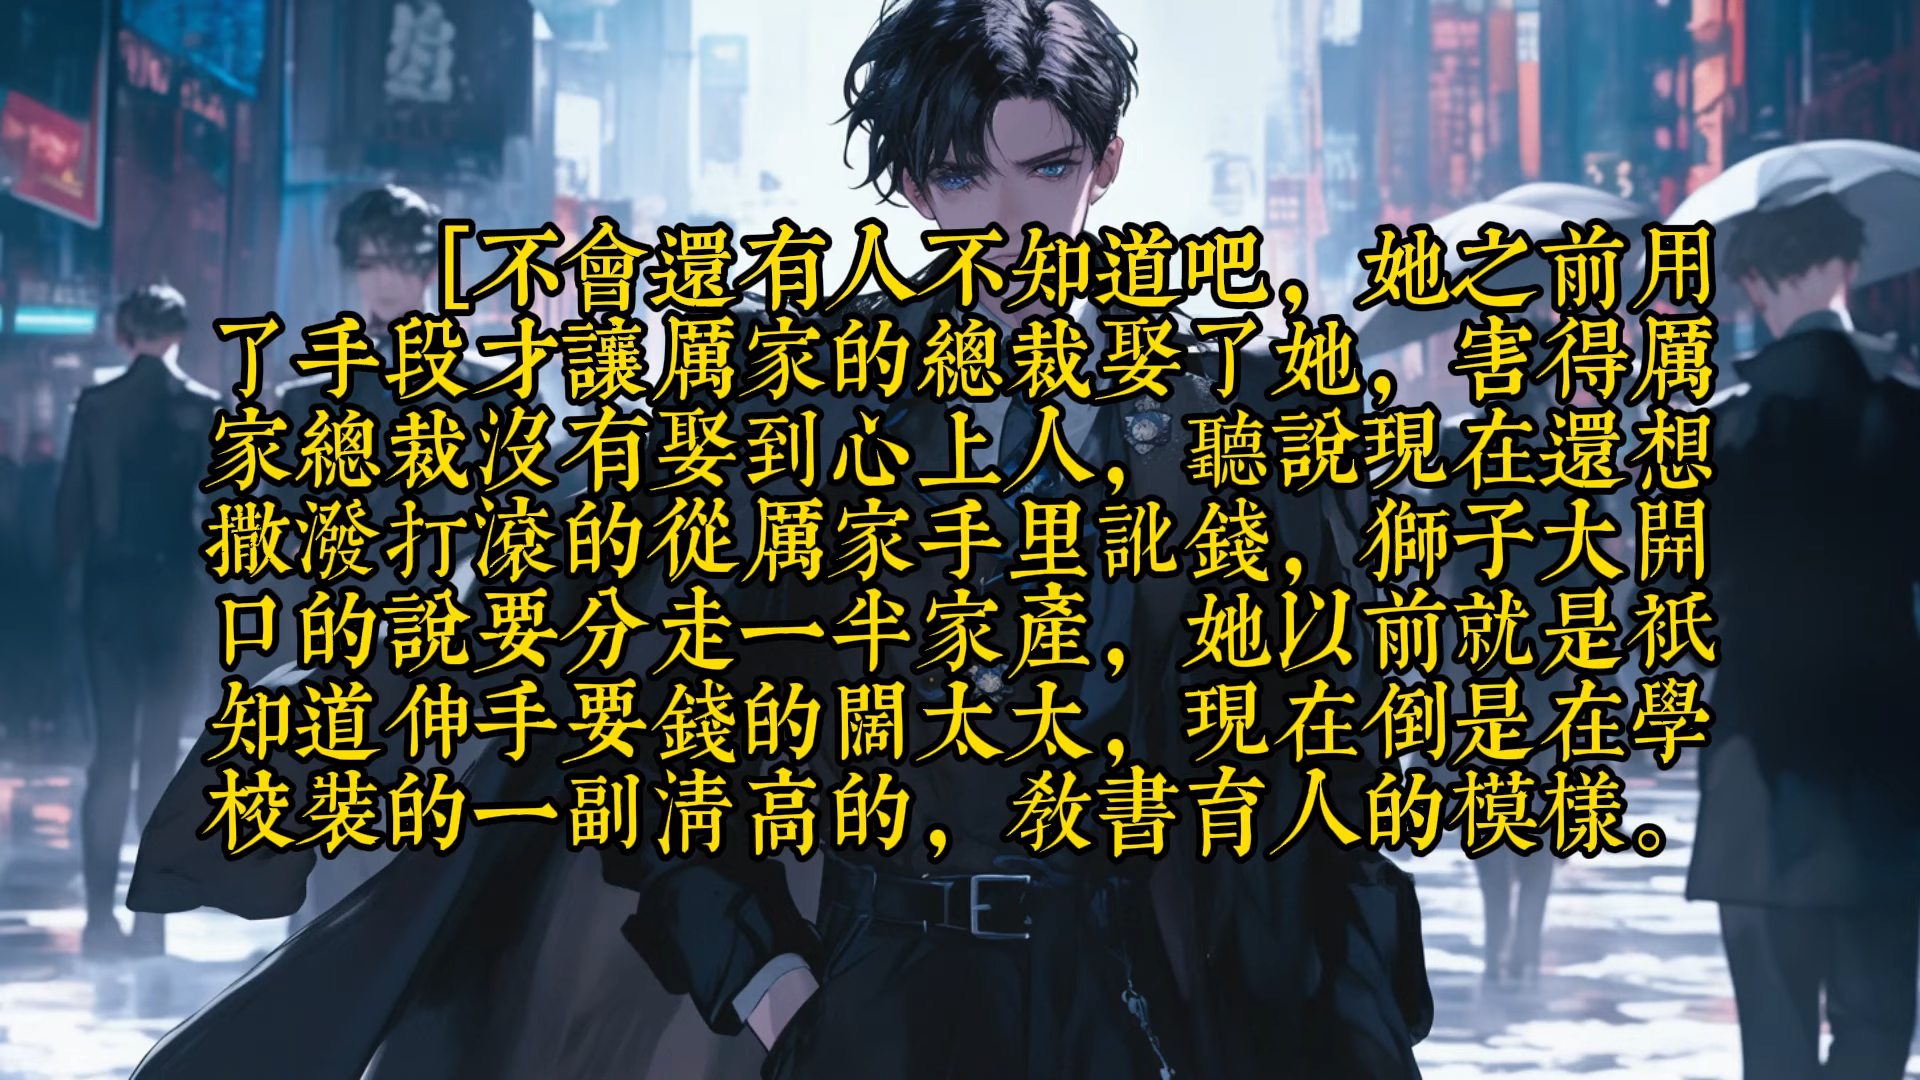 [不會還有人不知道吧，她之前用
了手段才讓厲家的總裁娶了她，害得厲
家總裁沒有娶到心上人，聽說現在還想
撒潑打滾的從厲家手里訛錢，獅子大開
口的說要分走一半家產，她以前就是衹
知道伸手要錢的闊太太，現在倒是在學
校裝的一副清高的，教書育人的模樣。